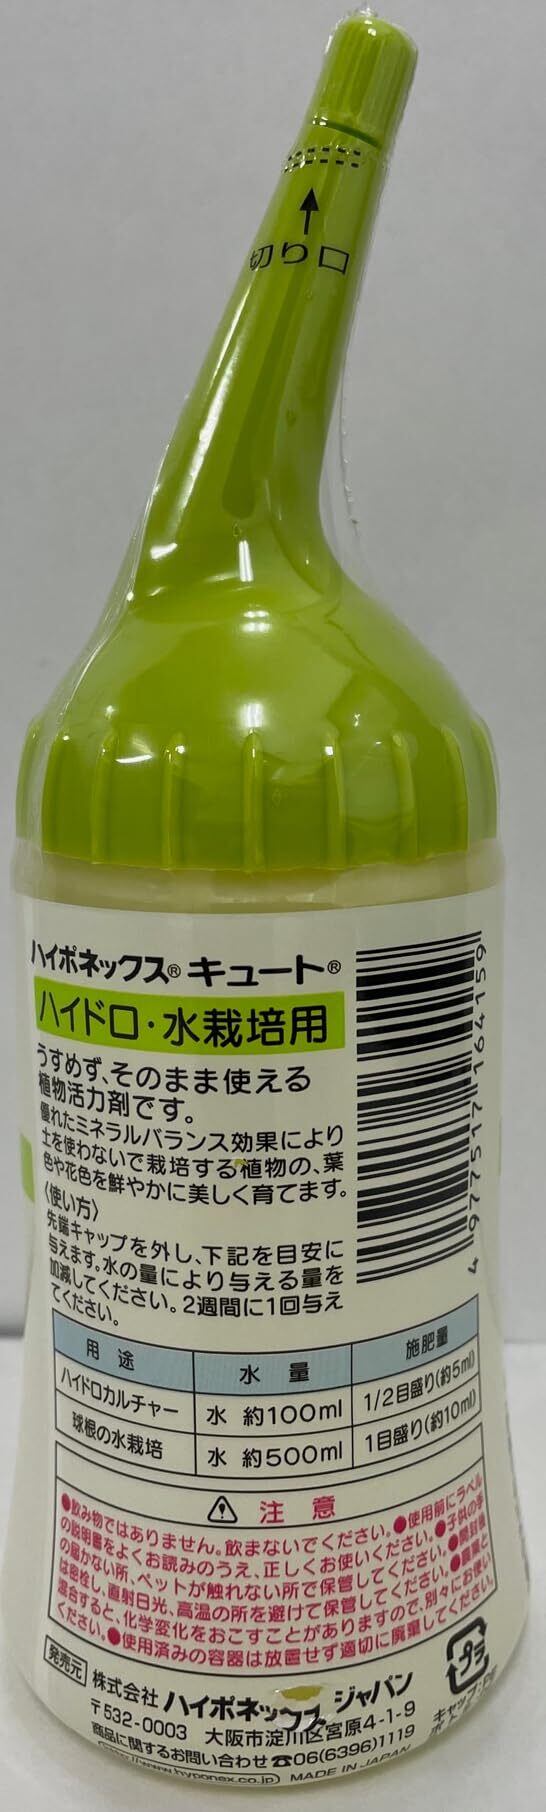 切り口
ハイポネックス® キュート®
ハイドロ・水栽培用
うすめず、そのまま使える
植物活力剤です。
優れたミネラルバランス効果により
土を使わないで栽培する植物の、葉
色や花色を鮮やかに美しく育てます。
〈使い方〉
先端キャップを外し、下記を目安に
与えます。水の量により与える量を
加減してください。2週間に1回与え
てください。
4977517164159
用途 水量 施肥量
ハイドロカルチャー 水 約100ml 1/2目盛り(約5ml)
球根の水栽培 水 約500ml 1目盛り(約10ml)
注意
●飲み物ではありません。飲まないでください。●使用前にラベル
の説明書をよくお読みのうえ、正しくお使いください。●子供の手
の届かない所、ペットが触れない所で保管してください。●開封後
は密栓し、直射日光、高温の所を避けて保管してください。●農薬と
混合すると、化学変化をおこすことがありますので、別々にお使い
ください。●使用済みの容器は放置せず適切に廃棄してください。
発売元 株式会社 ハイポネックス ジャパン
〒532-0003 大阪市淀川区宮原4-1-9
商品に関するお問い合わせ☎06(6396)1119
www.hyponex.co.jp MADE IN JAPAN
プラ